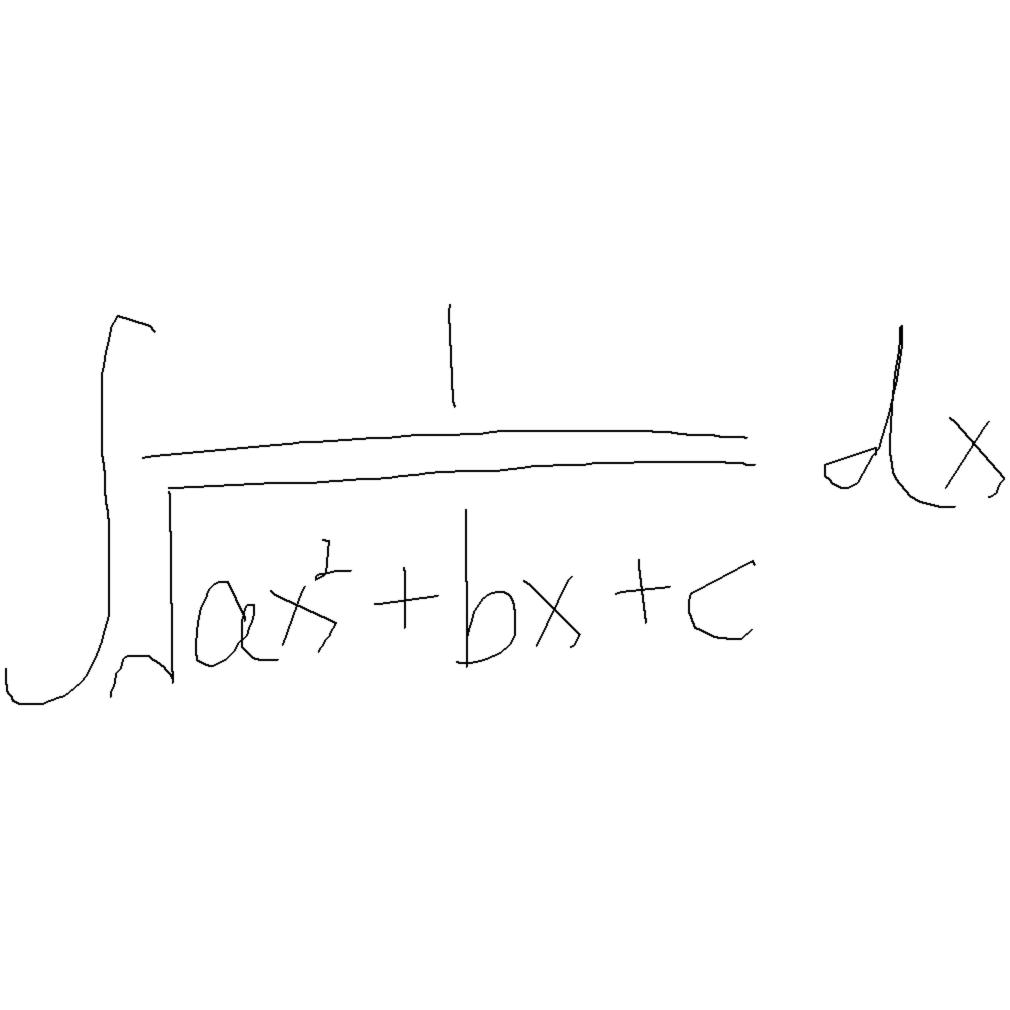 ∫ 1/√(ax² + bx + c) dx